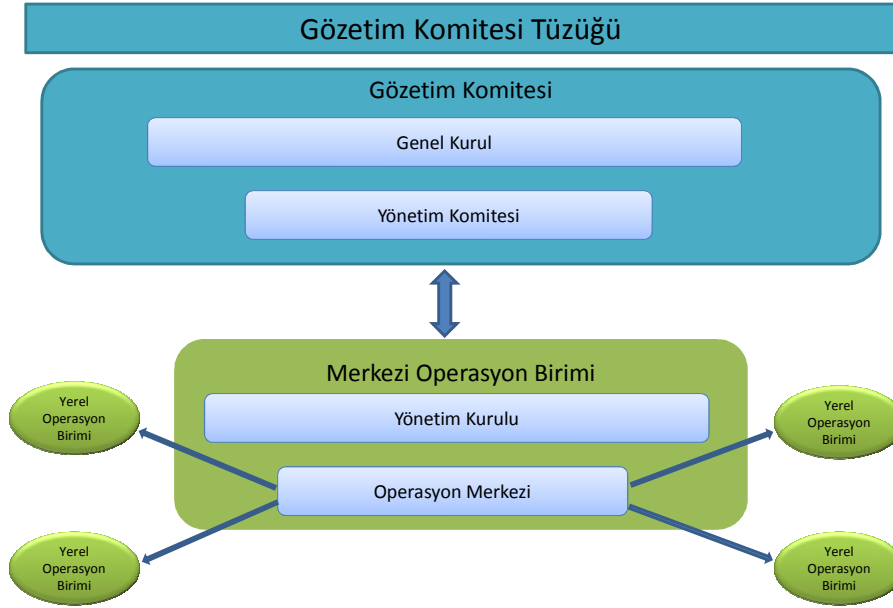 Gözetim Komitesi Tüzüğü
Gözetim Komitesi
Genel Kurul
Yönetim Komitesi
Merkezi Operasyon Birimi
Yönetim Kurulu
Operasyon Merkezi
Yerel
Operasyon
Birimi
Yerel
Operasyon
Birimi
Yerel
Operasyon
Birimi
Yerel
Operasyon
Birimi